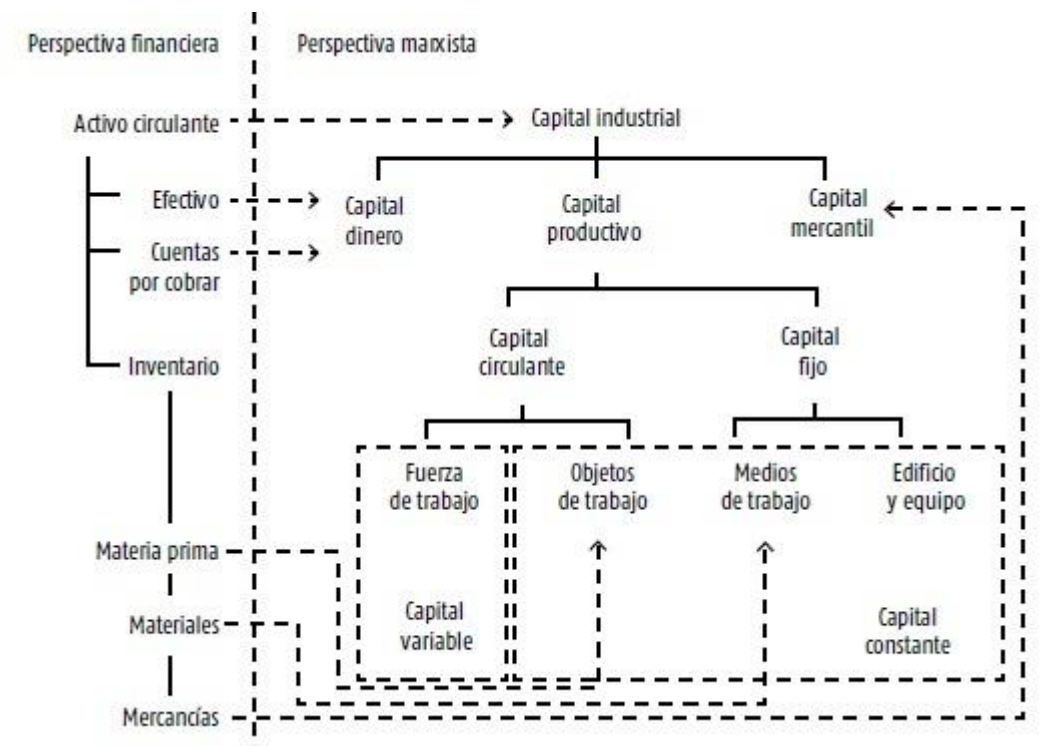 Perspectiva financiera
Perspectiva marxista
Activo circulante
Capital industrial
Efectivo
Capital
dinero
Capital
productivo
Capital
mercantil
Cuentas
por cobrar
Inventario
Capital
circulante
Capital
fijo
Fuerza
de trabajo
Objetos
de trabajo
Medios
de trabajo
Edificio
y equipo
Materia prima
Materiales
Capital
variable
Capital
constante
Mercancías